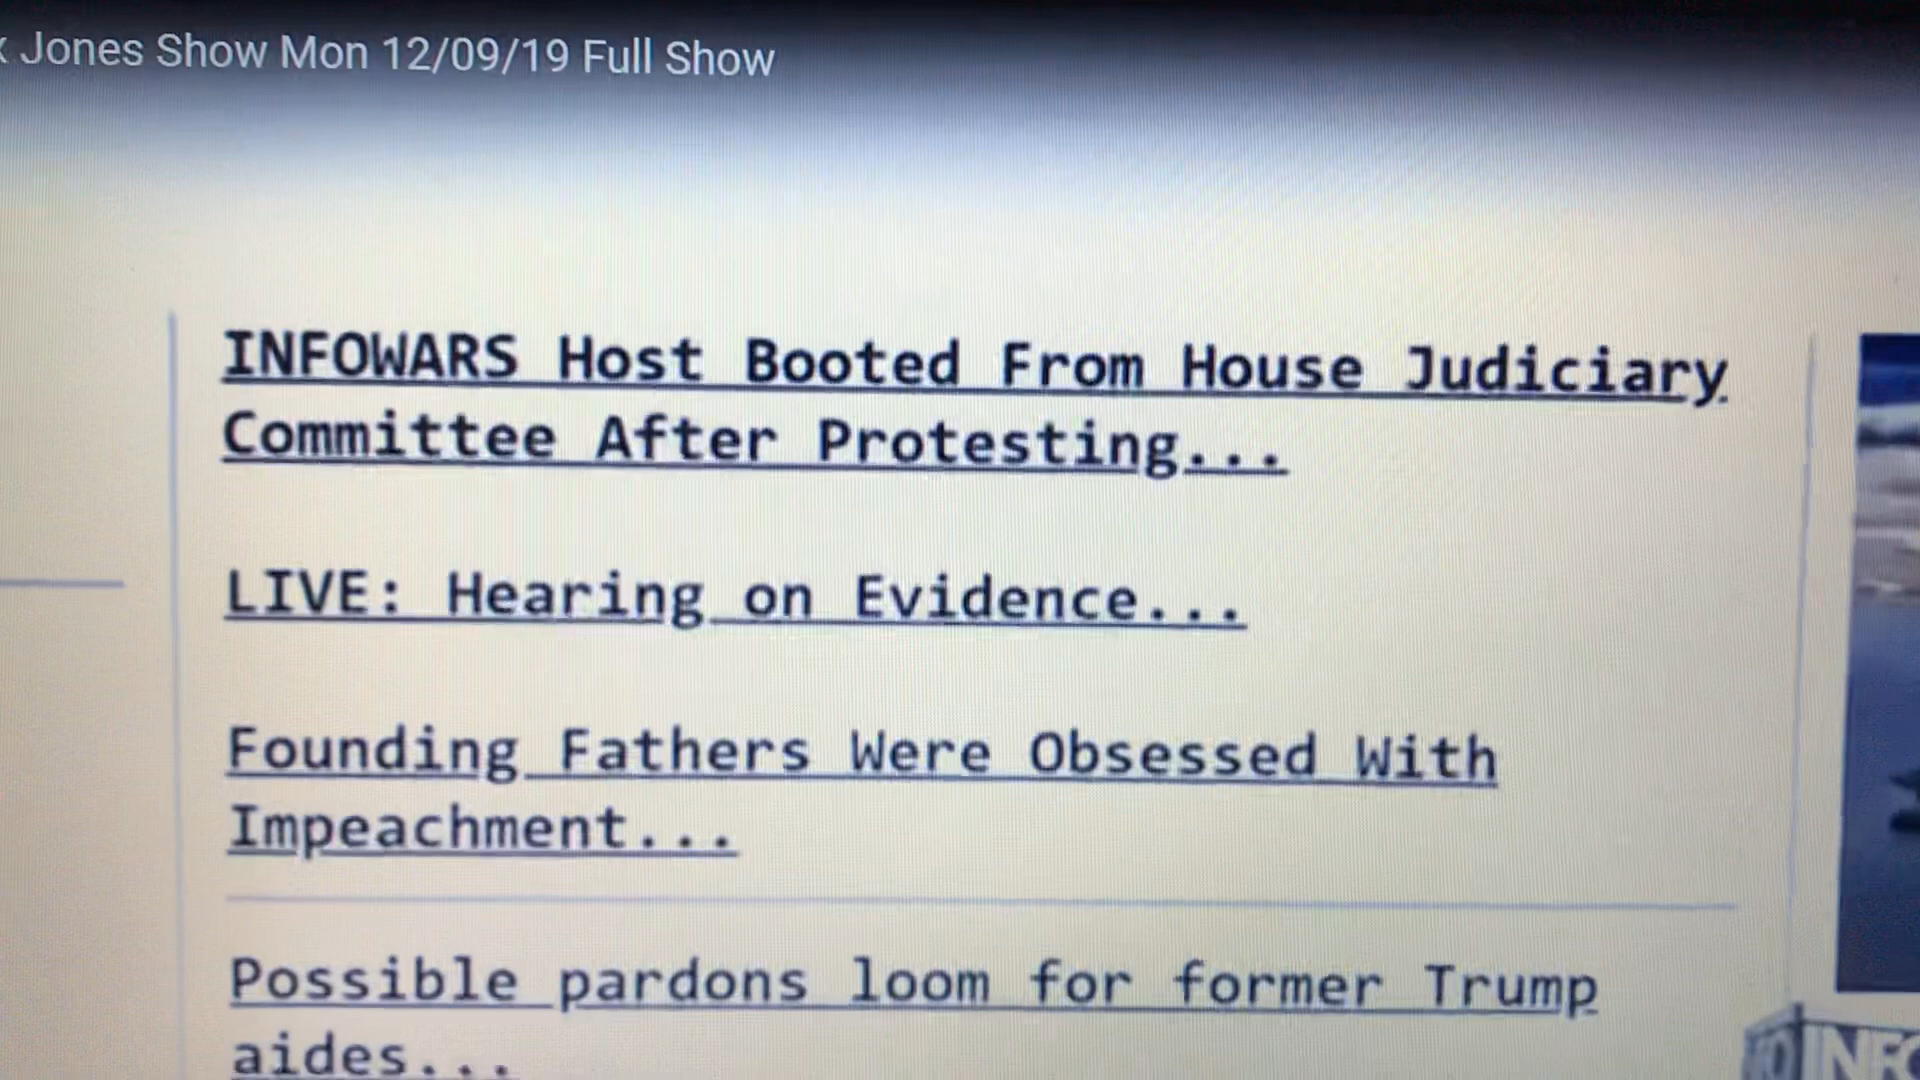 Jones Show Mon 12/09/19 Full Show
INFOWARS Host Booted From House Judiciary
Committee After Protesting...
LIVE: Hearing on Evidence...
Founding Fathers Were Obsessed With
Impeachment...
Possible pardons loom for former Trump
aides...